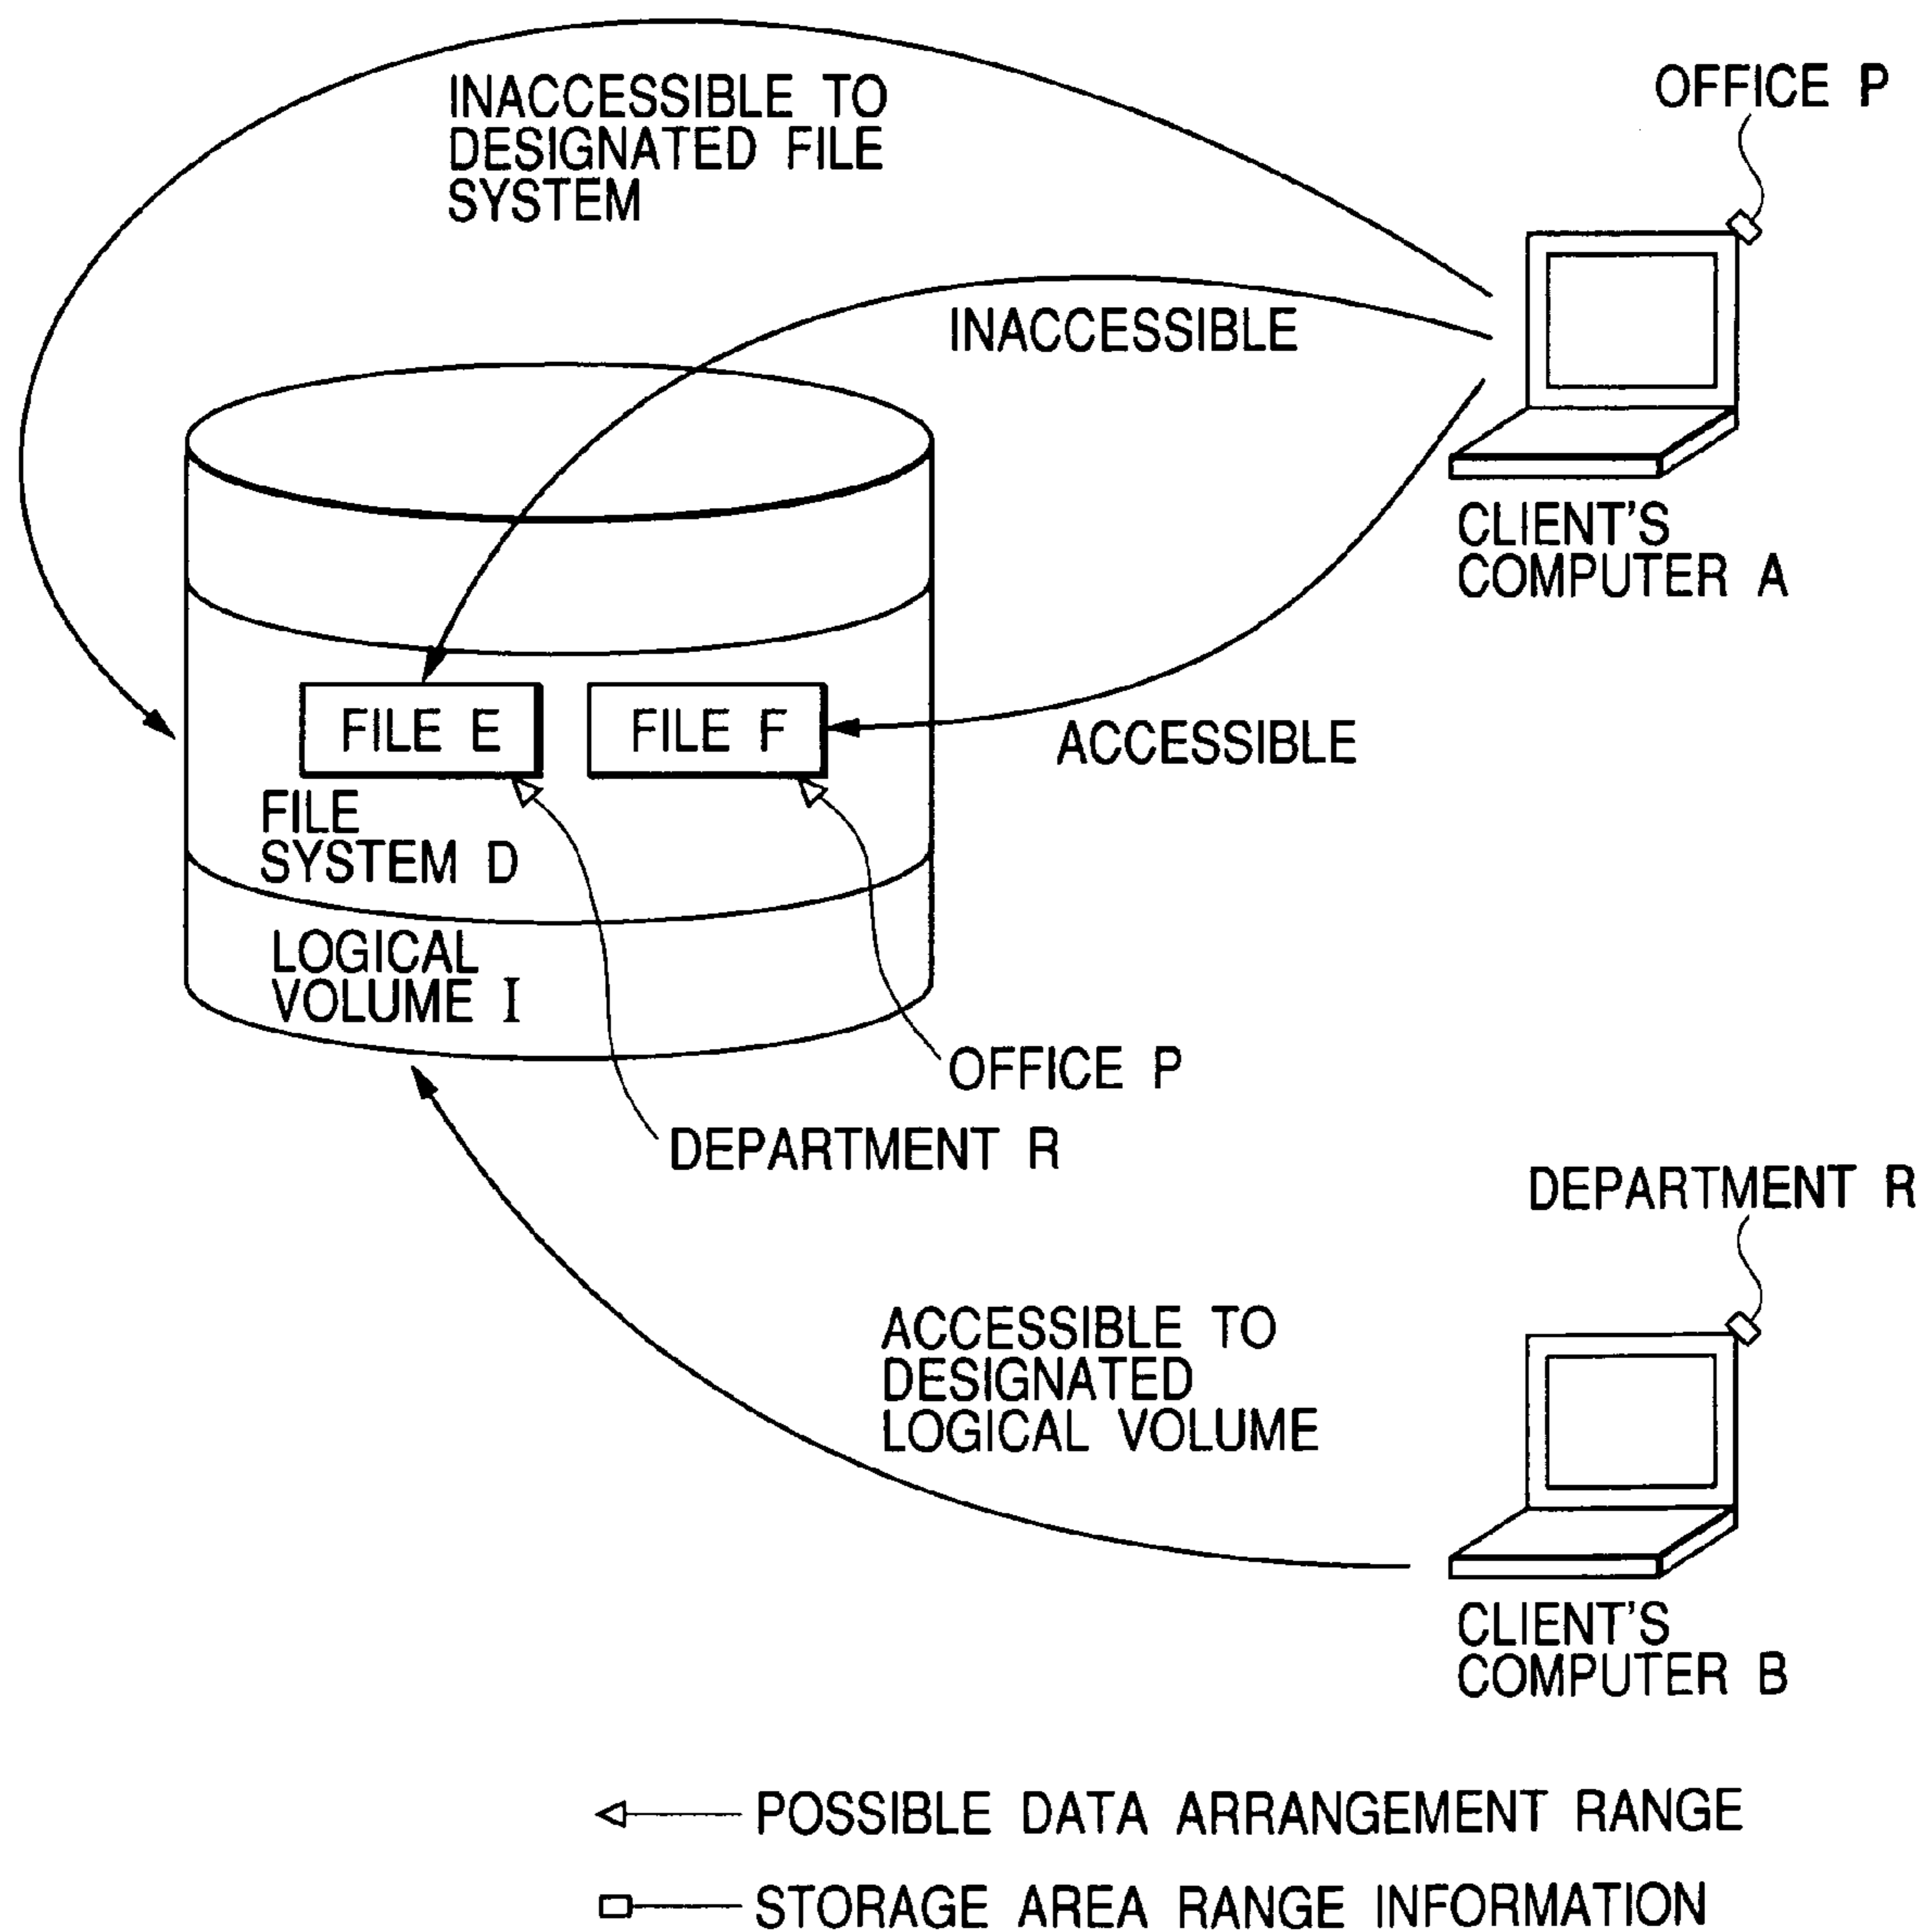 INACCESSIBLE TO
DESIGNATED FILE
SYSTEM
OFFICE P
INACCESSIBLE
CLIENT'S
COMPUTER A
FILE E
FILE F
ACCESSIBLE
FILE
SYSTEM D
LOGICAL
VOLUME I
OFFICE P
DEPARTMENT R
DEPARTMENT R
ACCESSIBLE TO
DESIGNATED
LOGICAL VOLUME
CLIENT'S
COMPUTER B
POSSIBLE DATA ARRANGEMENT RANGE
STORAGE AREA RANGE INFORMATION